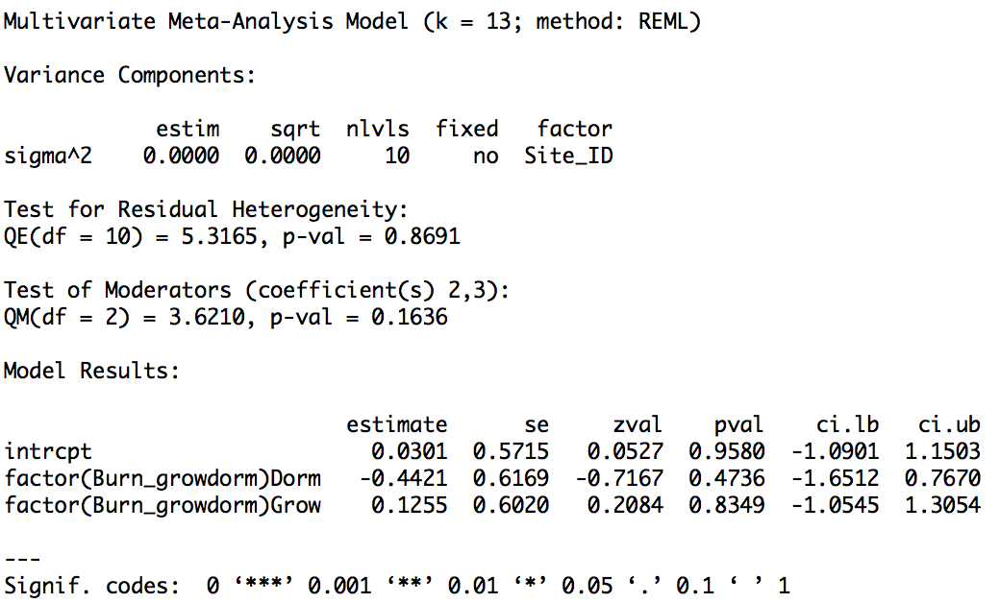 Multivariate Meta-Analysis Model (k = 13; method: REML)
Variance Components:
            estim    sqrt  nlvls  fixed   factor
sigma^2    0.0000  0.0000     10     no  Site_ID
Test for Residual Heterogeneity:
QE(df = 10) = 5.3165, p-val = 0.8691
Test of Moderators (coefficient(s) 2,3):
QM(df = 2) = 3.6210, p-val = 0.1636
Model Results:
                           estimate      se     zval    pval    ci.lb   ci.ub
intrcpt                      0.0301  0.5715   0.0527  0.9580  -1.0901  1.1503
factor(Burn_growdorm)Dorm   -0.4421  0.6169  -0.7167  0.4736  -1.6512  0.7670
factor(Burn_growdorm)Grow    0.1255  0.6020   0.2084  0.8349  -1.0545  1.3054
---
Signif. codes:  0 ‘***’ 0.001 ‘**’ 0.01 ‘*’ 0.05 ‘.’ 0.1 ‘ ’ 1